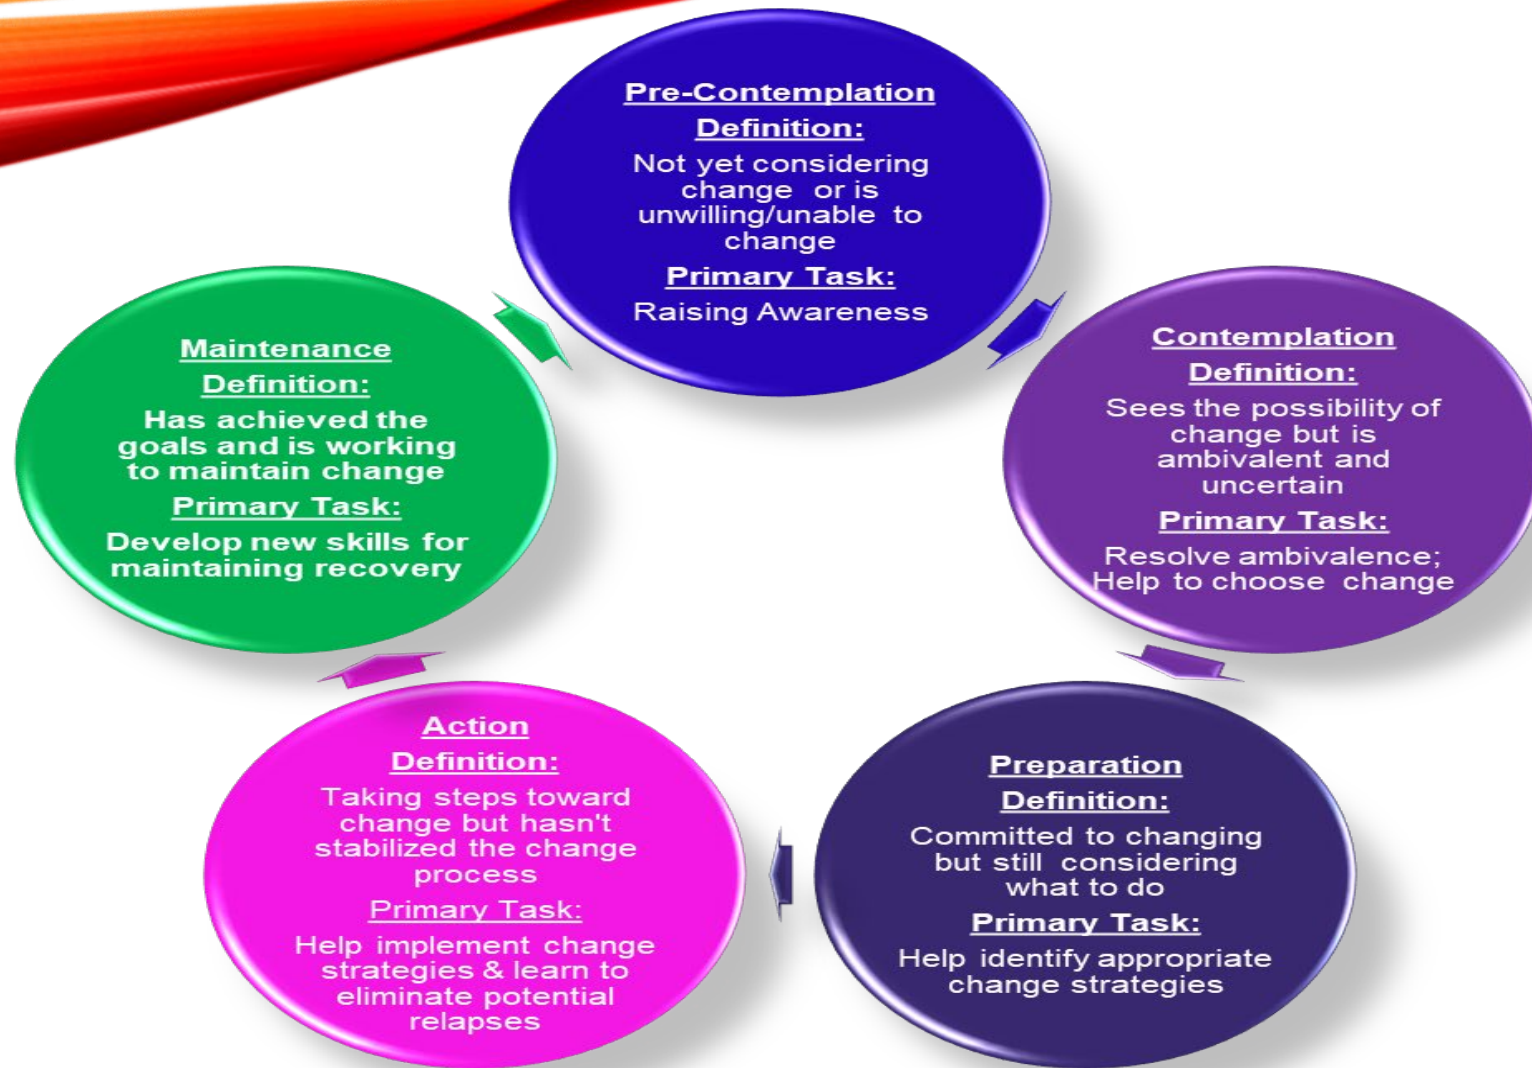 Pre-Contemplation
Definition:
Not yet considering
change or is
unwilling/unable to
change
Primary Task:
Raising Awareness
Contemplation
Definition:
Sees the possibility of
change but is
ambivalent and
uncertain
Primary Task:
Resolve ambivalence;
Help to choose change
Preparation
Definition:
Committed to changing
but still considering
what to do
Primary Task:
Help identify appropriate
change strategies
Action
Definition:
Taking steps toward
change but hasn't
stabilized the change
process
Primary Task:
Help implement change
strategies & learn to
eliminate potential
relapses
Maintenance
Definition:
Has achieved the
goals and is working
to maintain change
Primary Task:
Develop new skills for
maintaining recovery